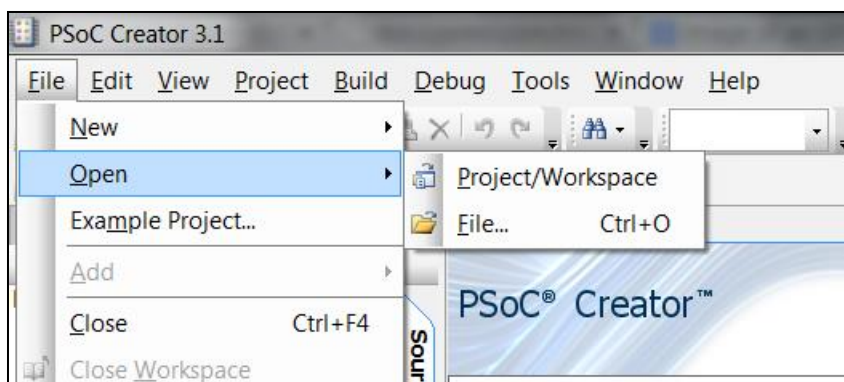 PSoC Creator 3.1
File Edit View Project Build Debug Tools Window Help
New
Open
Project/Workspace
Example Project...
File... Ctrl+O
Add
PSoC® Creator™
Close Ctrl+F4
Sour
Close Workspace